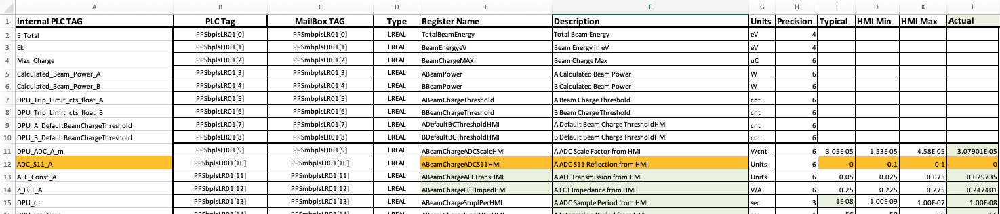 A B C D E F G H I J K L
1 Internal PLC TAG PLC Tag MailBox TAG Type Register Name Description Units Precision Typical HMI Min HMI Max Actual
2 E_Total PPSbplsLR01[0] PPSmbplsLR01[0] LREAL TotalBeamEnergy Total Beam Energy eV 4
3 Ek PPSbplsLR01[1] PPSmbplsLR01[1] LREAL BeamEnergyeV Beam Energy in eV eV 4
4 Max_Charge PPSbplsLR01[2] PPSmbplsLR01[2] LREAL BeamChargeMAX Beam Charge Max uC 6
5 Calculated_Beam_Power_A PPSbplsLR01[3] PPSmbplsLR01[3] LREAL ABeamPower A Calculated Beam Power W 6
6 Calculated_Beam_Power_B PPSbplsLR01[4] PPSmbplsLR01[4] LREAL BBeamPower B Calculated Beam Power W 6
7 DPU_Trip_Limit_cts_float_A PPSbplsLR01[5] PPSmbplsLR01[5] LREAL ABeamChargeThreshold A Beam Charge Threshold cnt 6
8 DPU_Trip_Limit_cts_float_B PPSbplsLR01[6] PPSmbplsLR01[6] LREAL BBeamChargeThreshold B Beam Charge Threshold cnt 6
9 DPU_A_DefaultBeamChargeThreshold PPSbplsLR01[7] PPSmbplsLR01[7] LREAL ADefaultBCThresholdHMI A Default Beam Charge ThresholdHMI cnt 6
10 DPU_B_DefaultBeamChargeThreshold PPSbplsLR01[8] PPSmbplsLR01[8] LREAL BDefaultBCThresholdHMI B Default Beam Charge ThresholdHMI cnt 6
11 DPU_ADC_A_m PPSbplsLR01[9] PPSmbplsLR01[9] LREAL ABeamChargeADCScaleHMI A ADC Scale Factor from HMI V/cnt 6 3.05E-05 1.53E-05 4.58E-05 3.07901E-05
12 ADC_S11_A PPSbplsLR01[10] PPSmbplsLR01[10] LREAL ABeamChargeADCS11HMI A ADC S11 Reflection from HMI Units 6 0 -0.1 0.1 0
13 AFE_Const_A PPSbplsLR01[11] PPSmbplsLR01[11] LREAL ABeamChargeAFETransHMI A AFE Transmission from HMI Units 6 0.05 0.025 0.075 0.029735
14 Z_FCT_A PPSbplsLR01[12] PPSmbplsLR01[12] LREAL ABeamChargeFCTImpedHMI A FCT Impedance from HMI V/A 6 0.25 0.225 0.275 0.247401
15 DPU_dt PPSbplsLR01[13] PPSmbplsLR01[13] LREAL ABeamChargeSmplPerHMI A ADC Sample Period from HMI sec 3 1E-08 1.00E-09 1.00E-07 1.00E-08